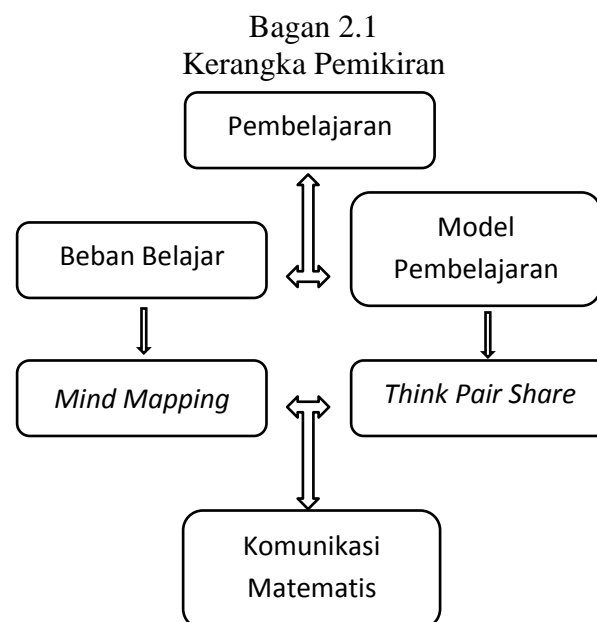 Bagan 2.1
Kerangka Pemikiran
Pembelajaran
Beban Belajar
Model
Pembelajaran
Mind Mapping
Think Pair Share
Komunikasi
Matematis